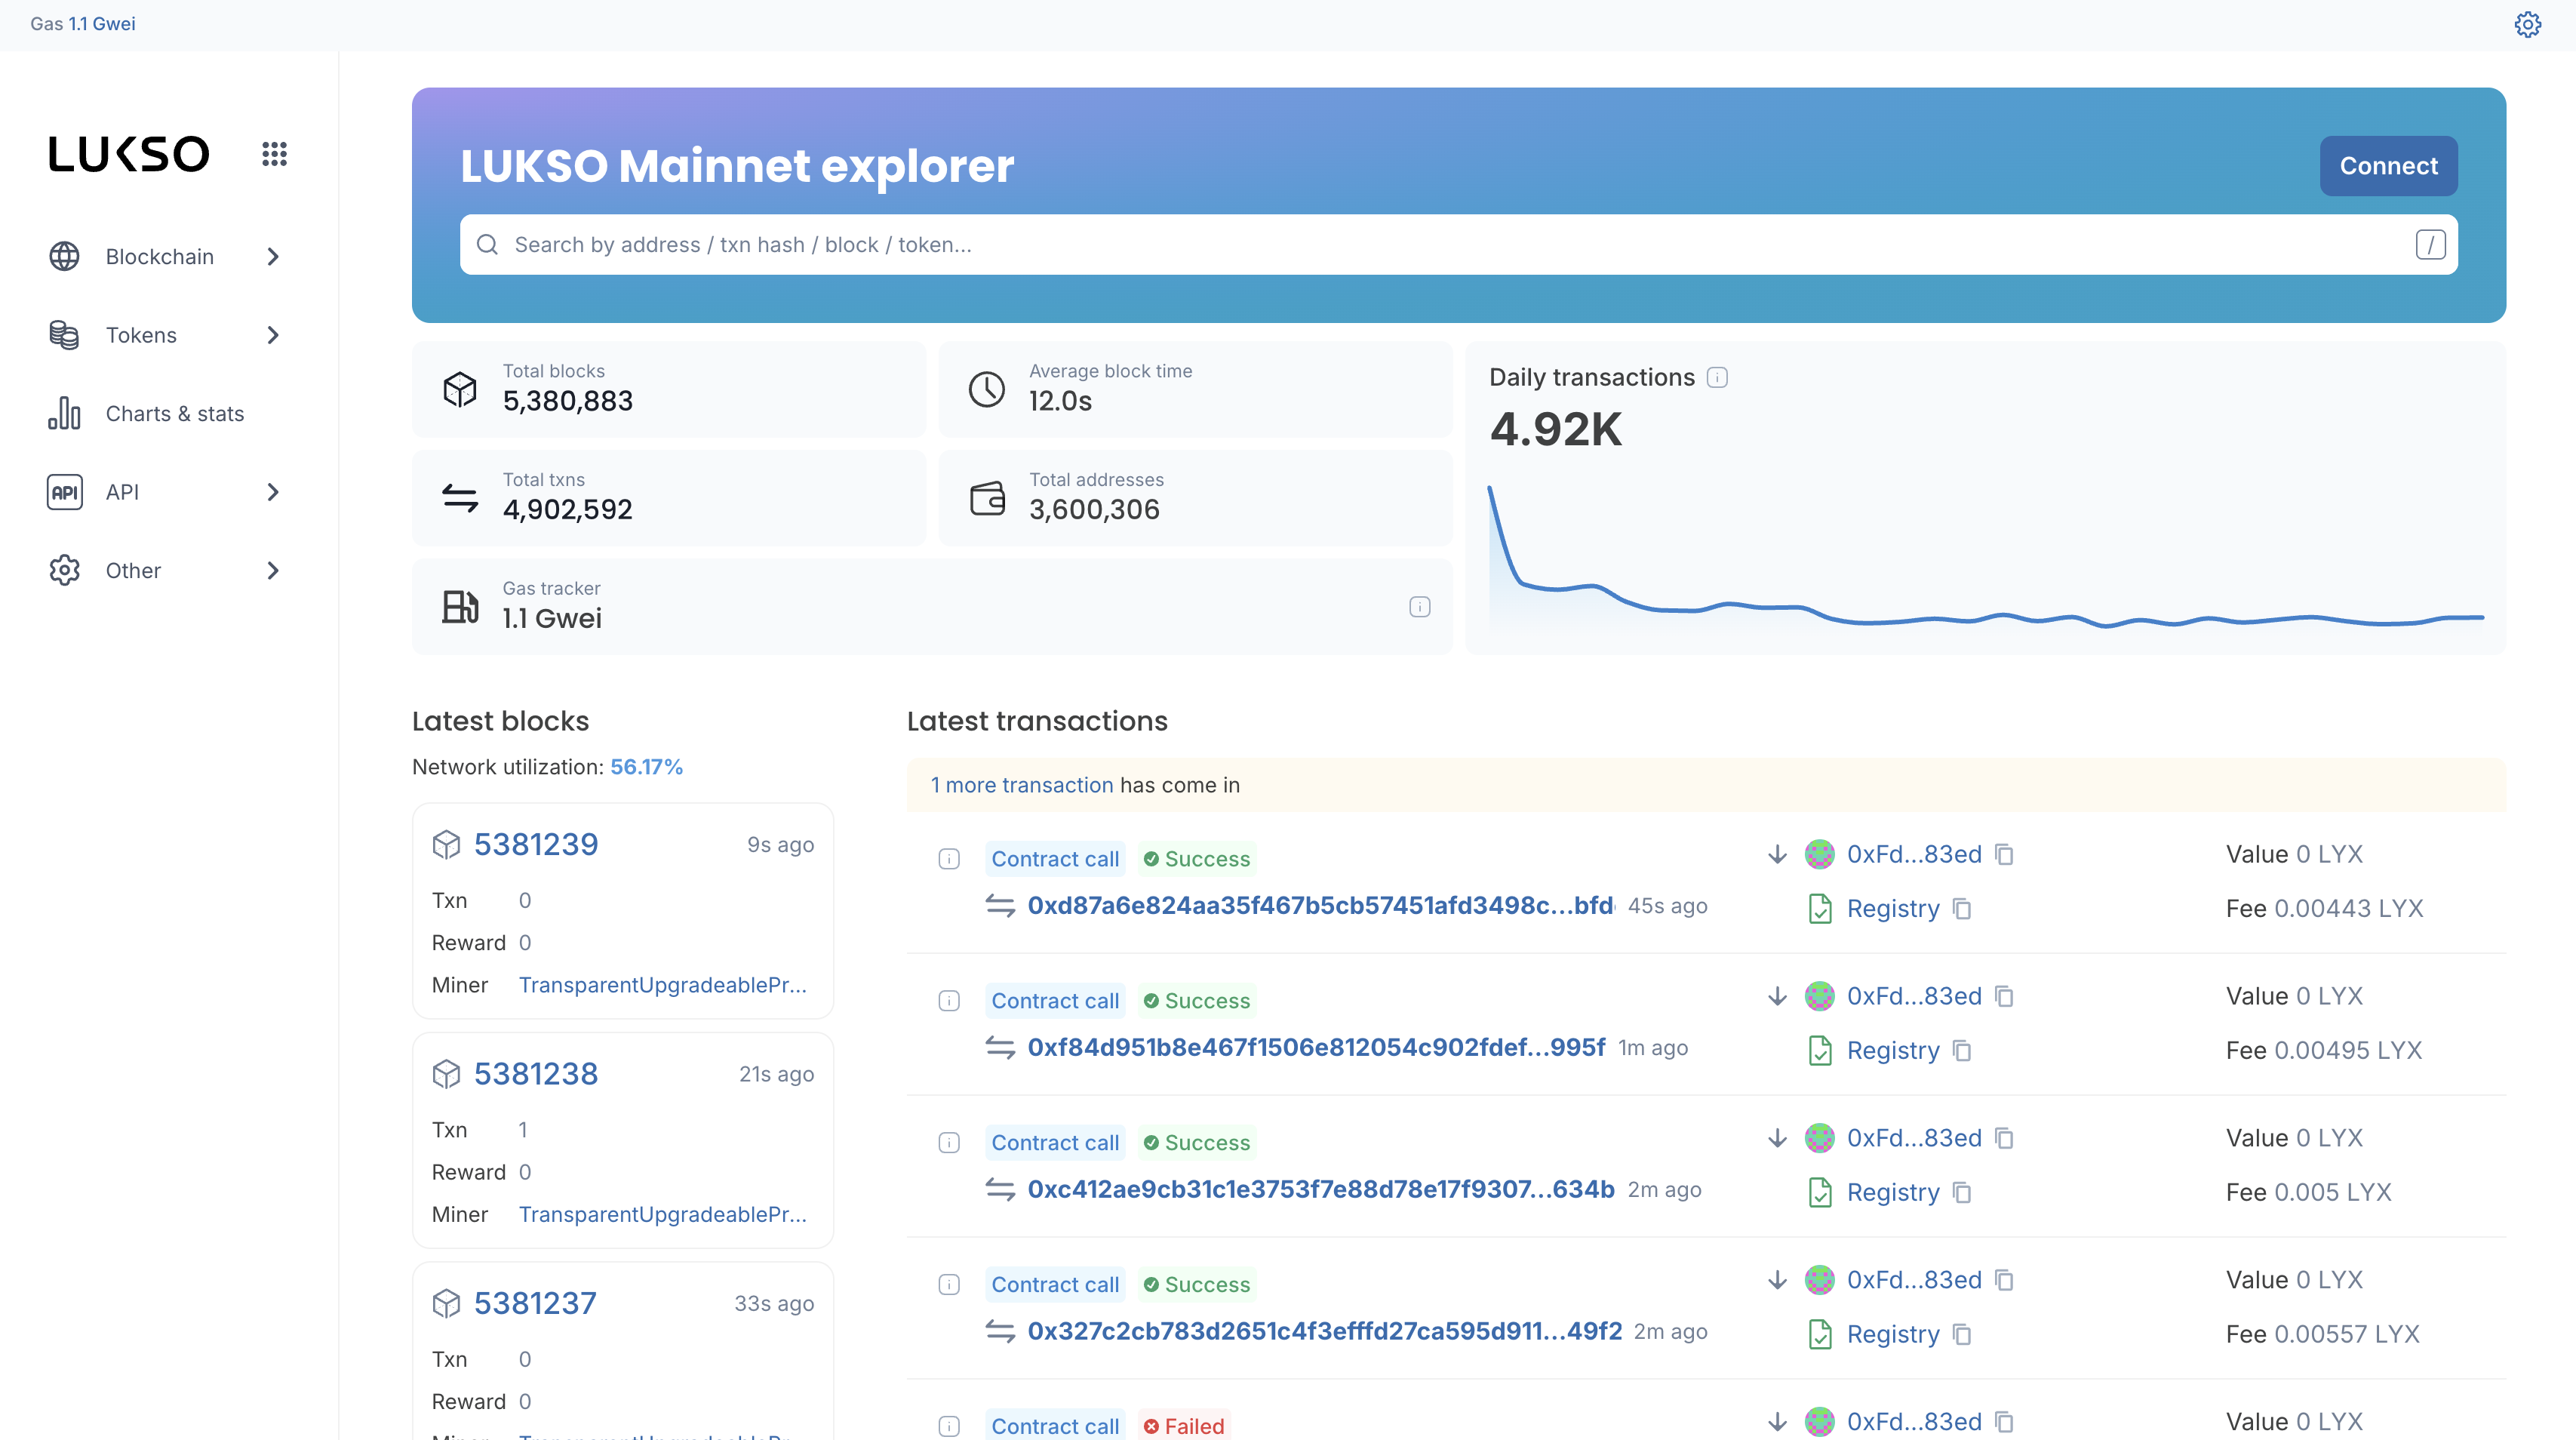 Gas 1.1 Gwei
LUKSO
Blockchain
Tokens
Charts & stats
API
API
Other
LUKSO Mainnet explorer
Connect
Search by address / txn hash / block / token...
/
Total blocks
5,380,883
Average block time
12.0s
Total txns
4,902,592
Total addresses
3,600,306
Gas tracker
1.1 Gwei
Daily transactions
4.92K
Latest blocks
Network utilization: 56.17%
5381239 9s ago
Txn 0
Reward 0
Miner TransparentUpgradeablePr...
5381238 21s ago
Txn 1
Reward 0
Miner TransparentUpgradeablePr...
5381237 33s ago
Txn 0
Reward 0
Latest transactions
1 more transaction has come in
Contract call Success
0xd87a6e824aa35f467b5cb57451afd3498c...bfd 45s ago
0xFd...83ed
Registry
Value 0 LYX
Fee 0.00443 LYX
Contract call Success
0xf84d951b8e467f1506e812054c902fdef...995f 1m ago
0xFd...83ed
Registry
Value 0 LYX
Fee 0.00495 LYX
Contract call Success
0xc412ae9cb31c1e3753f7e88d78e17f9307...634b 2m ago
0xFd...83ed
Registry
Value 0 LYX
Fee 0.005 LYX
Contract call Success
0x327c2cb783d2651c4f3efffd27ca595d911...49f2 2m ago
0xFd...83ed
Registry
Value 0 LYX
Fee 0.00557 LYX
Contract call Failed
0xFd...83ed
Value 0 LYX